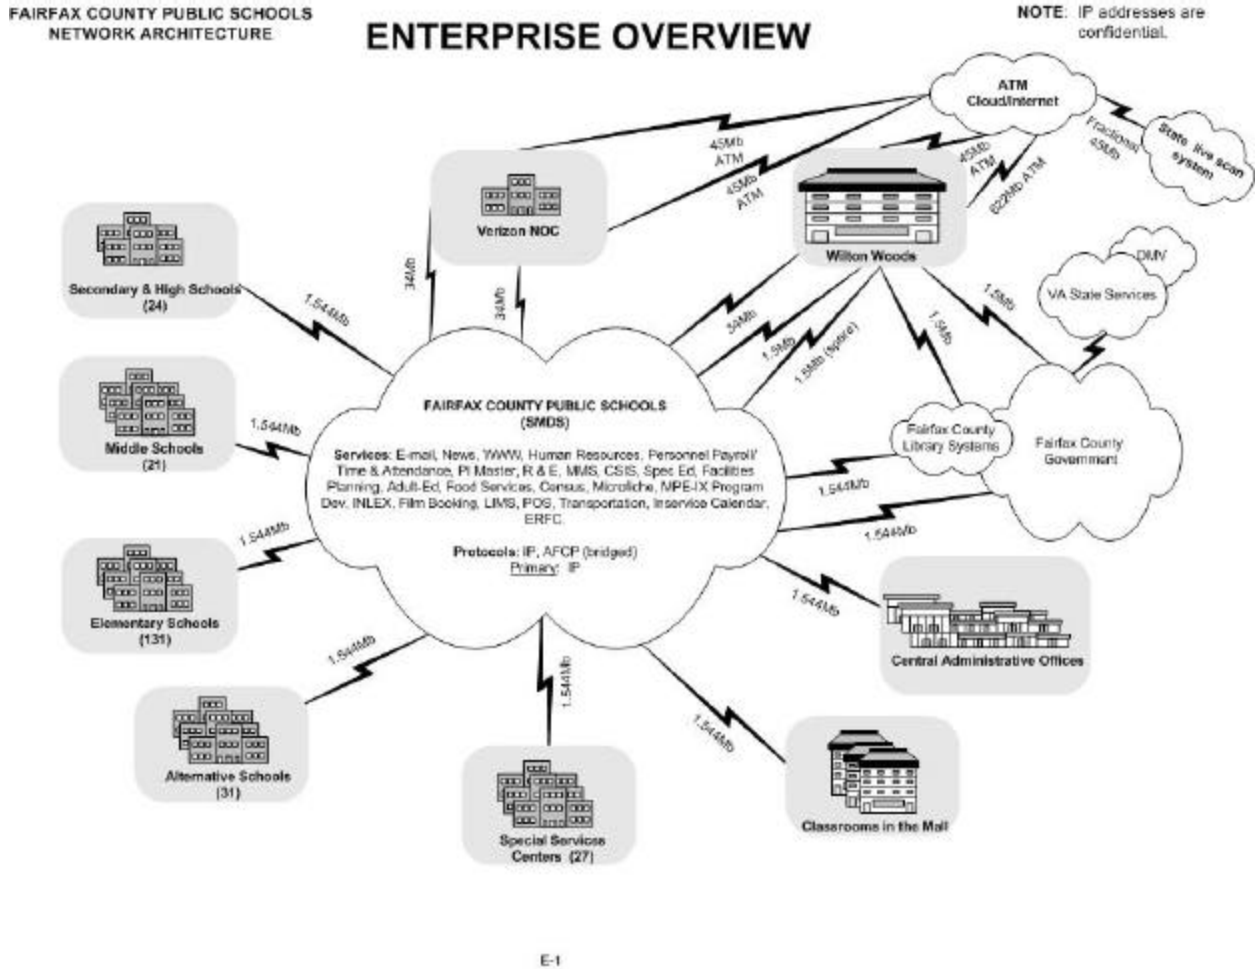 FAIRFAX COUNTY PUBLIC SCHOOLS
NETWORK ARCHITECTURE
ENTERPRISE OVERVIEW
NOTE: IP addresses are
confidential.
ATM
Cloud/Internet
Fractional
45Mb
State live scan
system
45Mb
ATM
45Mb
ATM
45Mb
ATM
622Mb ATM
Verizon NOC
Wilton Woods
DMV
VA State Services
34Mb
34Mb
34Mb
1.5Mb
1.5Mb (spare)
1.5Mb
1.5Mb
Secondary & High Schools
(24)
1.544Mb
Middle Schools
(21)
1.544Mb
FAIRFAX COUNTY PUBLIC SCHOOLS
(SMDS)
Services: E-mail, News, WWW, Human Resources, Personnel Payroll/
Time & Attendance, PI Master, R & E, MMS, CSIS, Spec Ed, Facilities
Planning, Adult-Ed, Food Services, Census, Microfiche, MPE-IX Program
Dev, INLEX, Film Booking, LIMS, POS, Transportation, Inservice Calendar,
ERFC.
Protocols: IP, AFCP (bridged)
Primary: IP
Fairfax County
Library Systems
Fairfax County
Government
1.544Mb
1.544Mb
Elementary Schools
(131)
1.544Mb
1.544Mb
Central Administrative Offices
Alternative Schools
(31)
1.544Mb
1.544Mb
Special Services
Centers (27)
1.544Mb
Classrooms in the Mall
E-1